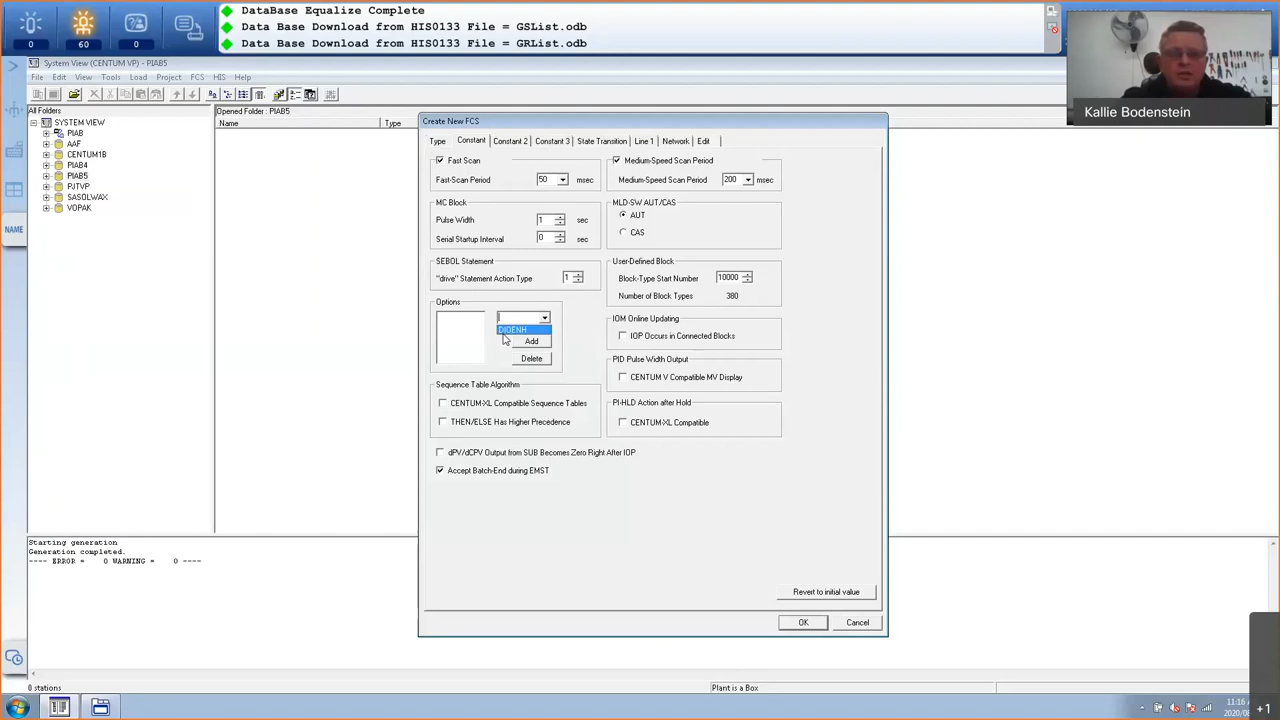 DataBase Equalize Complete
Data Base Download from HIS0133 File = GSList.odb
Data Base Download from HIS0133 File = GRList.odb
0
60
0
Kallie Bodenstein
System View (CENTUM VP) - PIAB5
File Edit View Tools Load Project FCS HIS Help
All Folders
Opened Folder : PIAB5
Name
Type
SYSTEM VIEW
PIAB
AAF
CENTUM1B
PIAB4
PIAB5
PJTVP
SASOLWAX
VOPAK
NAME
Create New FCS
Type Constant Constant 2 Constant 3 State Transition Line 1 Network Edit
Fast Scan
Fast-Scan Period 50 msec
Medium-Speed Scan Period
Medium-Speed Scan Period 200 msec
MC Block
Pulse Width 1 sec
Serial Startup Interval 0 sec
MLD-SW AUT/CAS
AUT
CAS
SEBOL Statement
"drive" Statement Action Type 1
User-Defined Block
Block-Type Start Number 10000
Number of Block Types 380
Options
DIOENH
Add
Delete
IOM Online Updating
IOP Occurs in Connected Blocks
PID Pulse Width Output
CENTUM V Compatible MV Display
Sequence Table Algorithm
CENTUM-XL Compatible Sequence Tables
THEN/ELSE Has Higher Precedence
PI-HLD Action after Hold
CENTUM-XL Compatible
dPV/dCPV Output from SUB Becomes Zero Right After IOP
Accept Batch-End during EMST
Revert to initial value
OK
Cancel
Starting generation
Generation completed.
---- ERROR = 0 WARNING = 0 ----
0 stations
Plant is a Box
11:16
+1